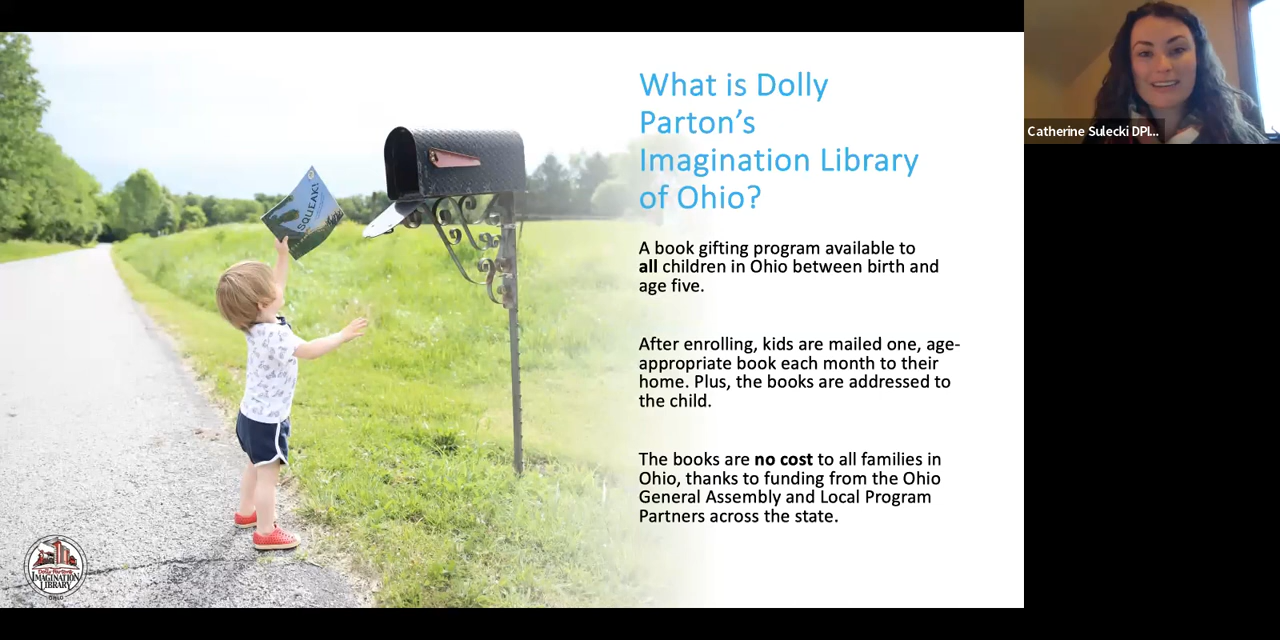 What is Dolly
Parton’s
Imagination Library
of Ohio?
A book gifting program available to
all children in Ohio between birth and
age five.
After enrolling, kids are mailed one, age-
appropriate book each month to their
home. Plus, the books are addressed to
the child.
The books are no cost to all families in
Ohio, thanks to funding from the Ohio
General Assembly and Local Program
Partners across the state.
SQUEAK!
Dolly Parton's
IMAGINATION
LIBRARY
OHIO
Catherine Sulecki DPI...